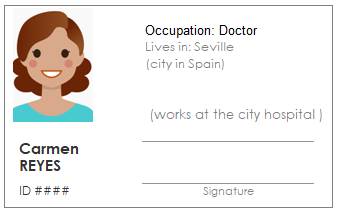 Occupation: Doctor
Lives in: Seville
(city in Spain)
(works at the city hospital )
Carmen
REYES
ID ####
Signature